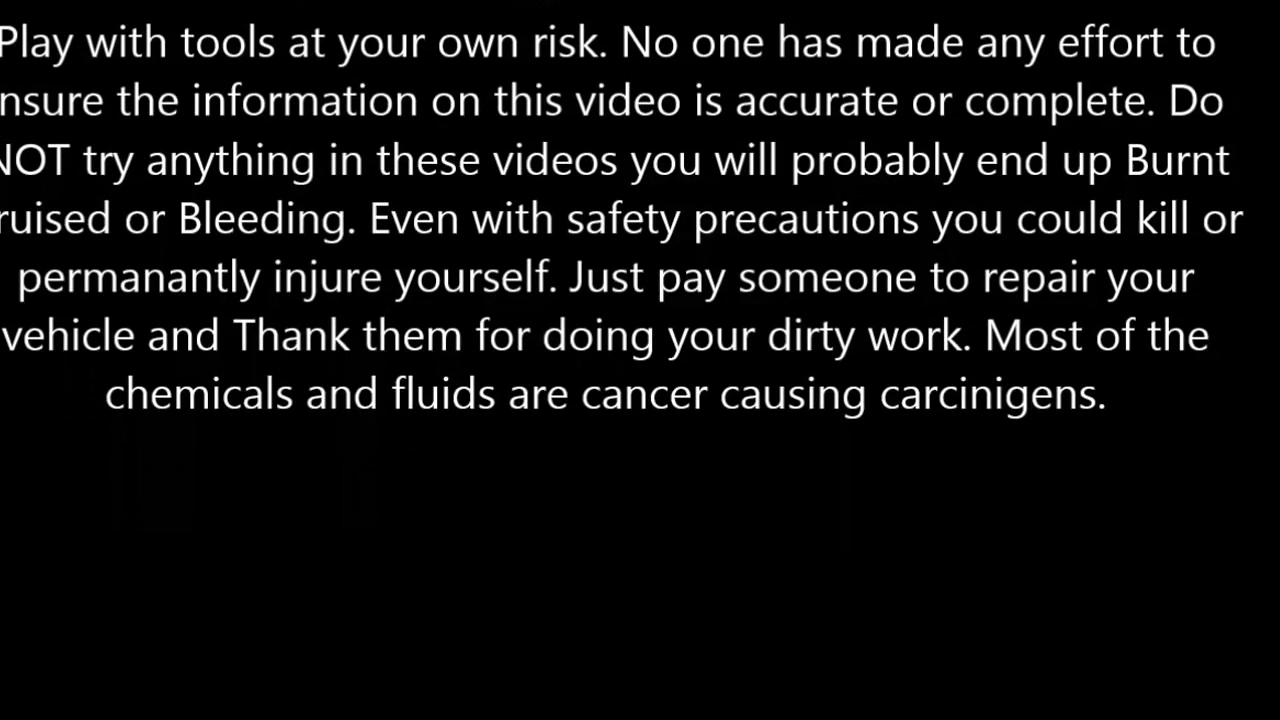 Play with tools at your own risk. No one has made any effort to
nsure the information on this video is accurate or complete. Do
NOT try anything in these videos you will probably end up Burnt
ruised or Bleeding. Even with safety precautions you could kill or
permanantly injure yourself. Just pay someone to repair your
vehicle and Thank them for doing your dirty work. Most of the
chemicals and fluids are cancer causing carcinigens.